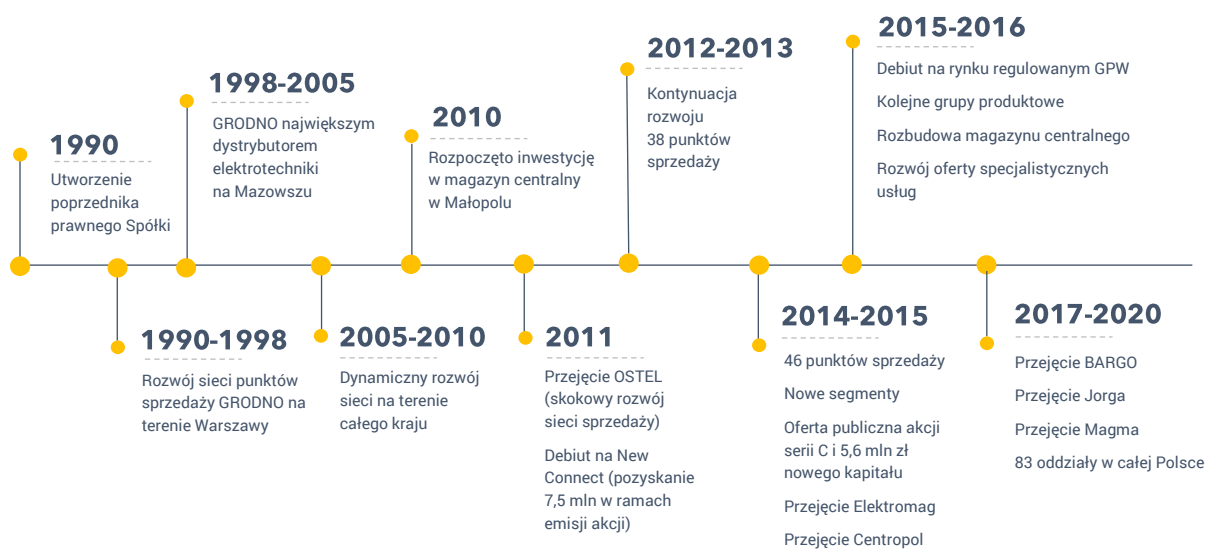 1990
Utworzenie
poprzednika
prawnego Spółki
1990-1998
Rozwój sieci punktów
sprzedaży GRODNO na
terenie Warszawy
1998-2005
GRODNO największym
dystrybutorem
elektrotechniki
na Mazowszu
2005-2010
Dynamiczny rozwój
sieci na terenie
całego kraju
2010
Rozpoczęto inwestycję
w magazyn centralny
w Małopolu
2011
Przejęcie OSTEL
(skokowy rozwój
sieci sprzedaży)
Debiut na New
Connect (pozyskanie
7,5 mln w ramach
emisji akcji)
2012-2013
Kontynuacja
rozwoju
38 punktów
sprzedaży
2014-2015
46 punktów sprzedaży
Nowe segmenty
Oferta publiczna akcji
serii C i 5,6 mln zł
nowego kapitału
Przejęcie Elektromag
Przejęcie Centropol
2015-2016
Debiut na rynku regulowanym GPW
Kolejne grupy produktowe
Rozbudowa magazynu centralnego
Rozwój oferty specjalistycznych
usług
2017-2020
Przejęcie BARGO
Przejęcie Jorga
Przejęcie Magma
83 oddziały w całej Polsce